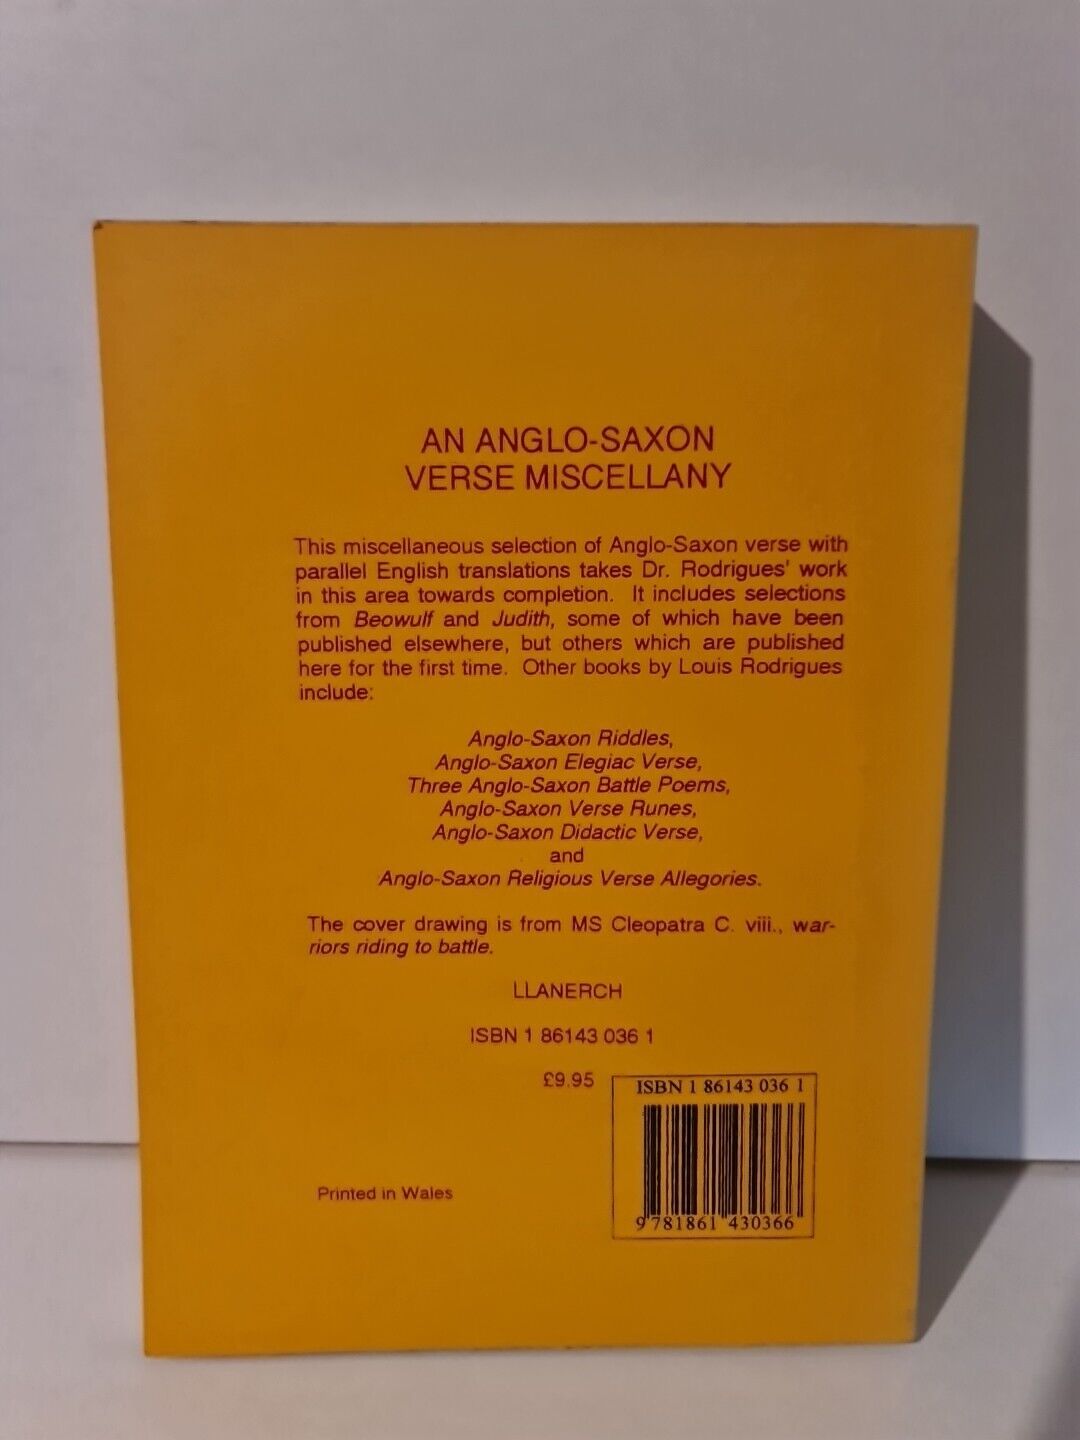 AN ANGLO-SAXON
VERSE MISCELLANY
This miscellaneous selection of Anglo-Saxon verse with
parallel English translations takes Dr. Rodrigues' work
in this area towards completion. It includes selections
from Beowulf and Judith, some of which have been
published elsewhere, but others which are published
here for the first time. Other books by Louis Rodrigues
include:
Anglo-Saxon Riddles,
Anglo-Saxon Elegiac Verse,
Three Anglo-Saxon Battle Poems,
Anglo-Saxon Verse Runes,
Anglo-Saxon Didactic Verse,
and
Anglo-Saxon Religious Verse Allegories.
The cover drawing is from MS Cleopatra C. viii., war-
riors riding to battle.
LLANERCH
ISBN 1 86143 036 1
£9.95
ISBN 1 86143 036 1
9 781861 430366
Printed in Wales